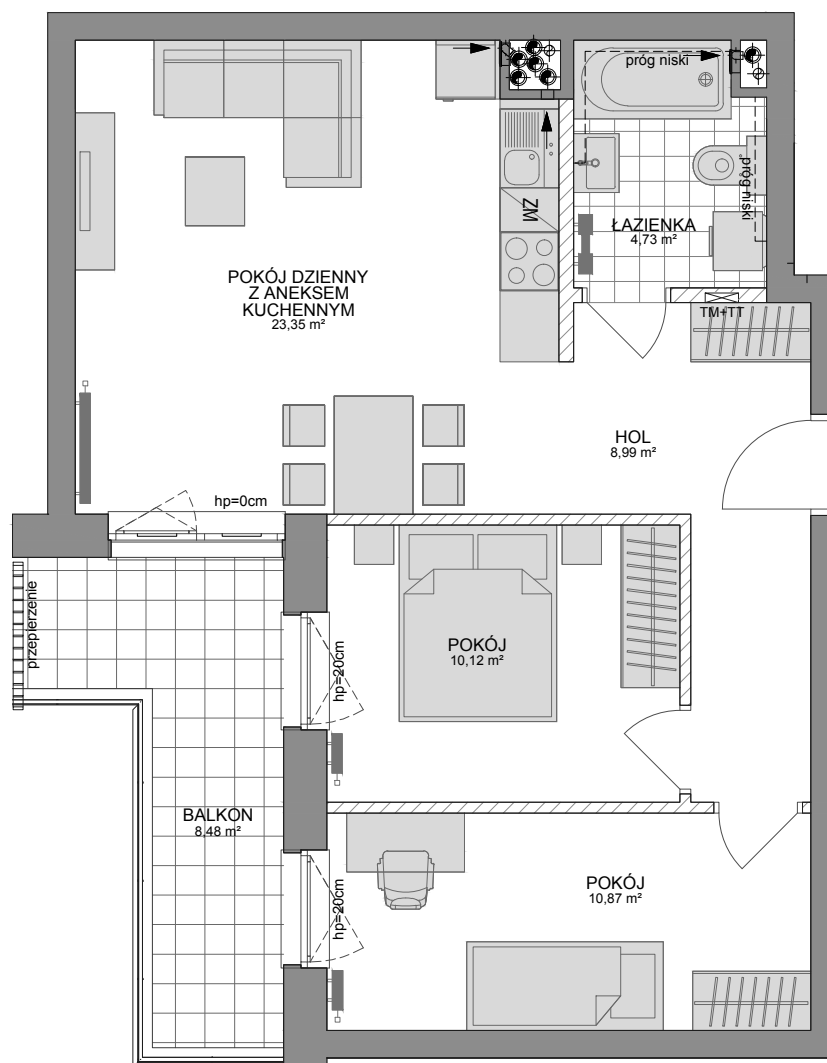 próg niski
próg niski
ZM
ŁAZIENKA
4,73 m²
POKÓJ DZIENNY
Z ANEKSEM
KUCHENNYM
23,35 m²
TM+TT
HOL
8,99 m²
hp=0cm
przepierzenie
POKÓJ
10,12 m²
hp=20cm
BALKON
8,48 m²
POKÓJ
10,87 m²
hp=20cm